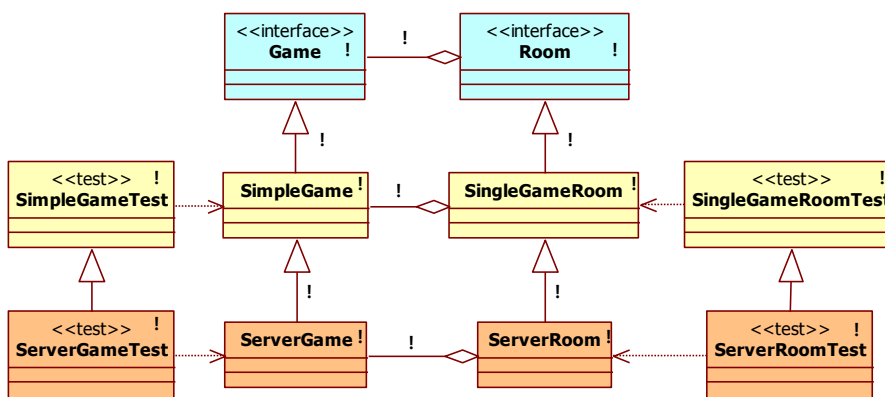 <<interface>>
Game !
!
<<interface>>
Room !
!
!
<<test>> !
SimpleGameTest
SimpleGame !
!
SingleGameRoom !
<<test>> !
SingleGameRoomTest
!
!
<<test>> !
ServerGameTest
ServerGame !
!
ServerRoom !
<<test>> !
ServerRoomTest